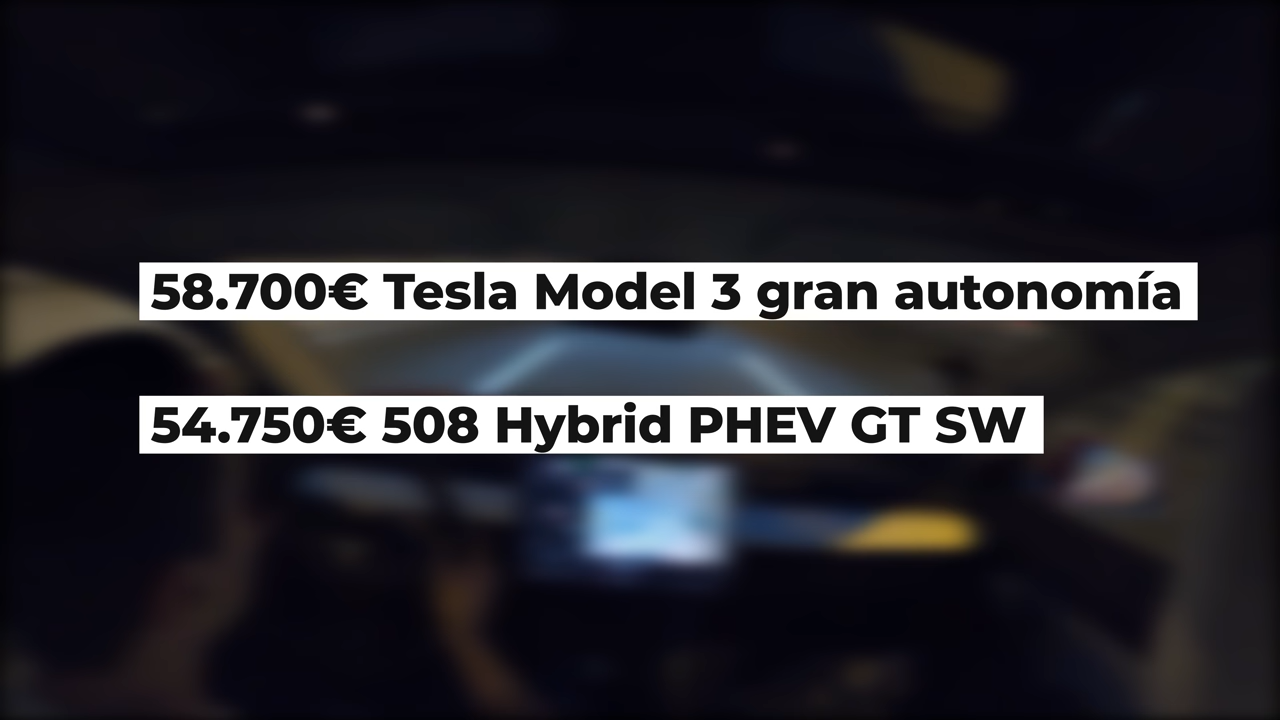 58.700€ Tesla Model 3 gran autonomía
54.750€ 508 Hybrid PHEV GT SW